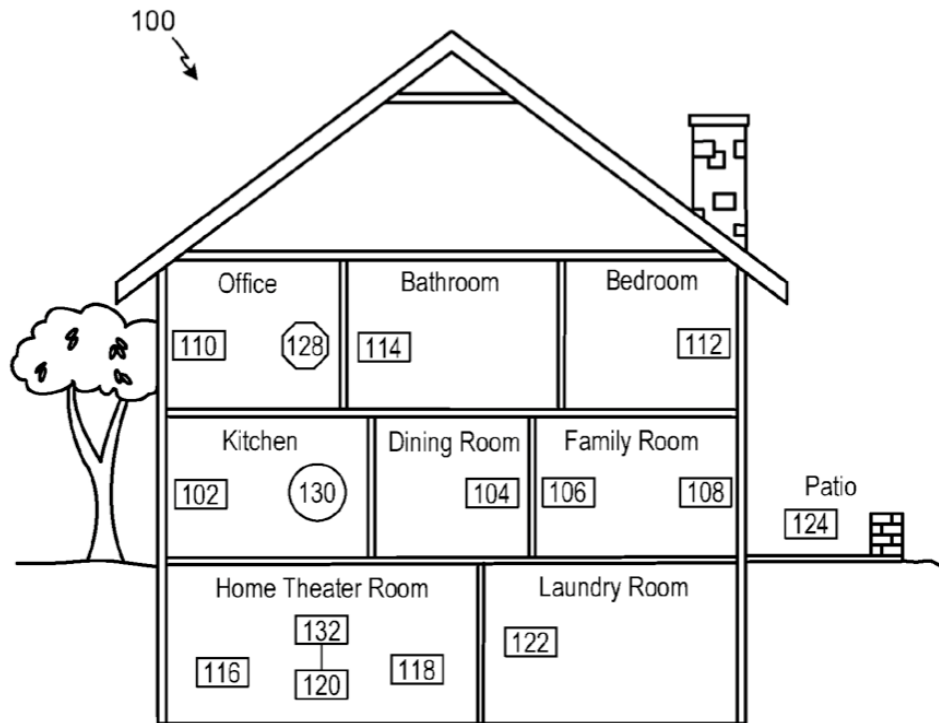 100
Office
Bathroom
Bedroom
110
128
114
112
Kitchen
Dining Room
Family Room
102
130
104
106
108
Patio
124
Home Theater Room
Laundry Room
132
122
116
120
118